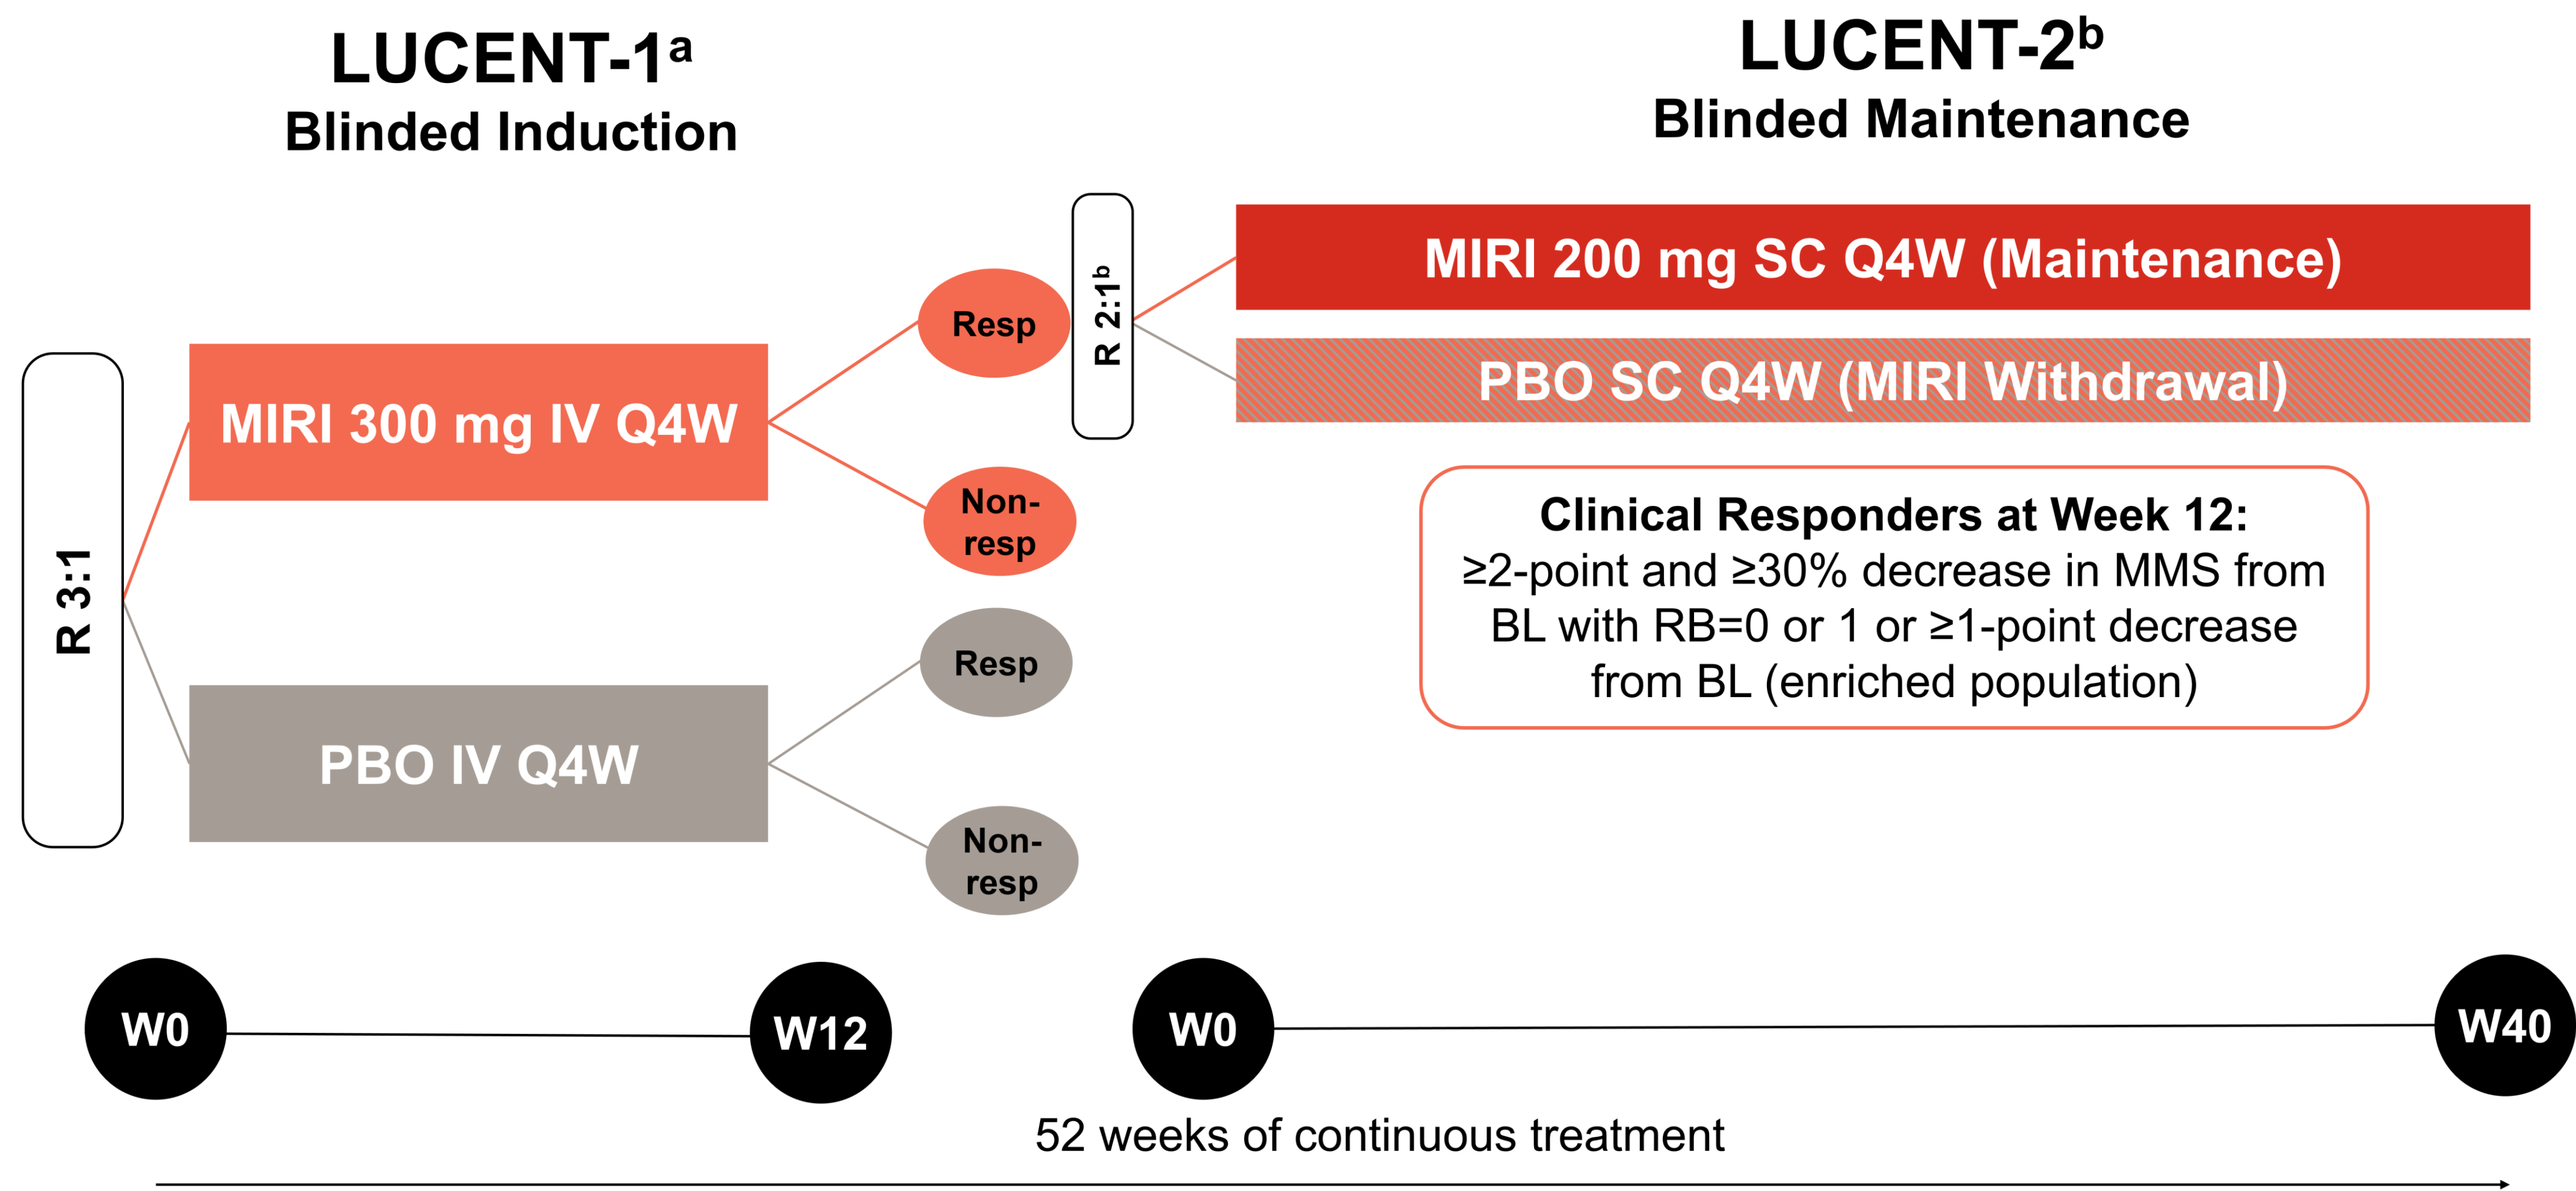 LUCENT-1ᵃ
Blinded Induction
LUCENT-2ᵇ
Blinded Maintenance
R 3:1
MIRI 300 mg IV Q4W
PBO IV Q4W
Resp
Non-
resp
Resp
Non-
resp
R 2:1ᵇ
MIRI 200 mg SC Q4W (Maintenance)
PBO SC Q4W (MIRI Withdrawal)
Clinical Responders at Week 12:
≥2-point and ≥30% decrease in MMS from
BL with RB=0 or 1 or ≥1-point decrease
from BL (enriched population)
W0
W12
W0
W40
52 weeks of continuous treatment